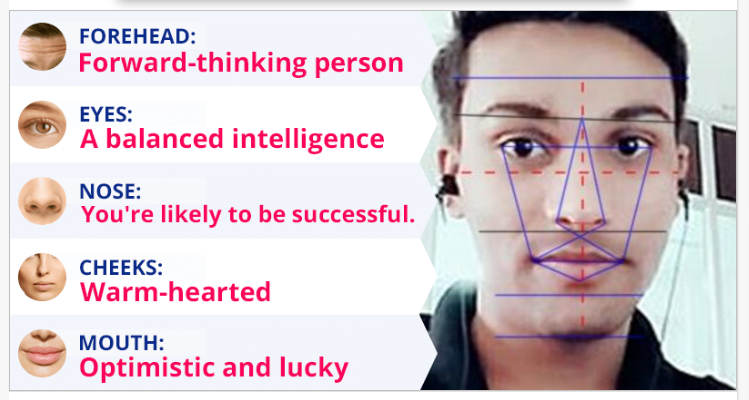 FOREHEAD:
Forward-thinking person
EYES:
A balanced intelligence
NOSE:
You're likely to be successful.
CHEEKS:
Warm-hearted
MOUTH:
Optimistic and lucky